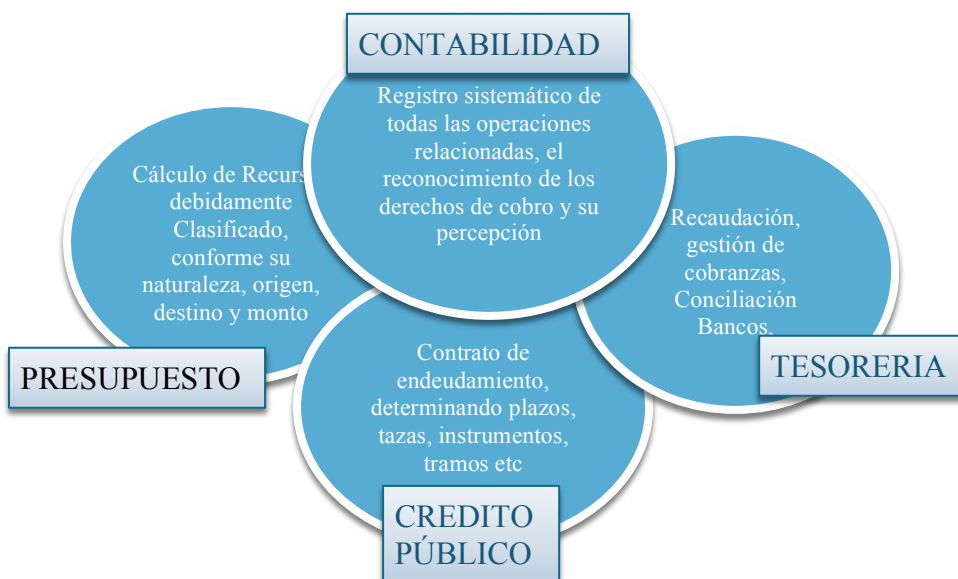 CONTABILIDAD
Registro sistemático de
todas las operaciones
relacionadas, el
reconocimiento de los
derechos de cobro y su
percepción
Cálculo de Recurs
debidamente
Clasificado,
conforme su
naturaleza, origen,
destino y monto
PRESUPUESTO
Recaudación,
gestión de
cobranzas,
Conciliación
Bancos,
TESORERIA
Contrato de
endeudamiento,
determinando plazos,
tazas, instrumentos,
tramos etc
CREDITO
PÚBLICO